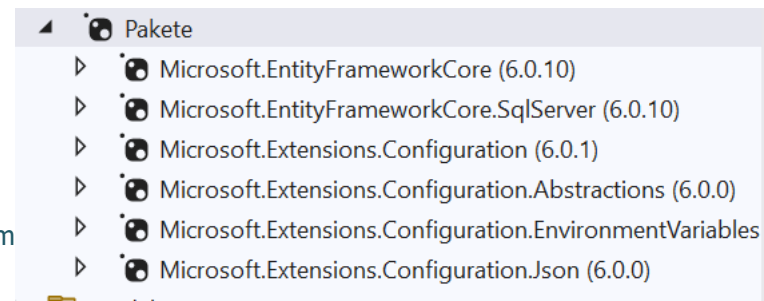 Pakete
Microsoft.EntityFrameworkCore (6.0.10)
Microsoft.EntityFrameworkCore.SqlServer (6.0.10)
Microsoft.Extensions.Configuration (6.0.1)
Microsoft.Extensions.Configuration.Abstractions (6.0.0)
m
Microsoft.Extensions.Configuration.EnvironmentVariables
Microsoft.Extensions.Configuration.Json (6.0.0)